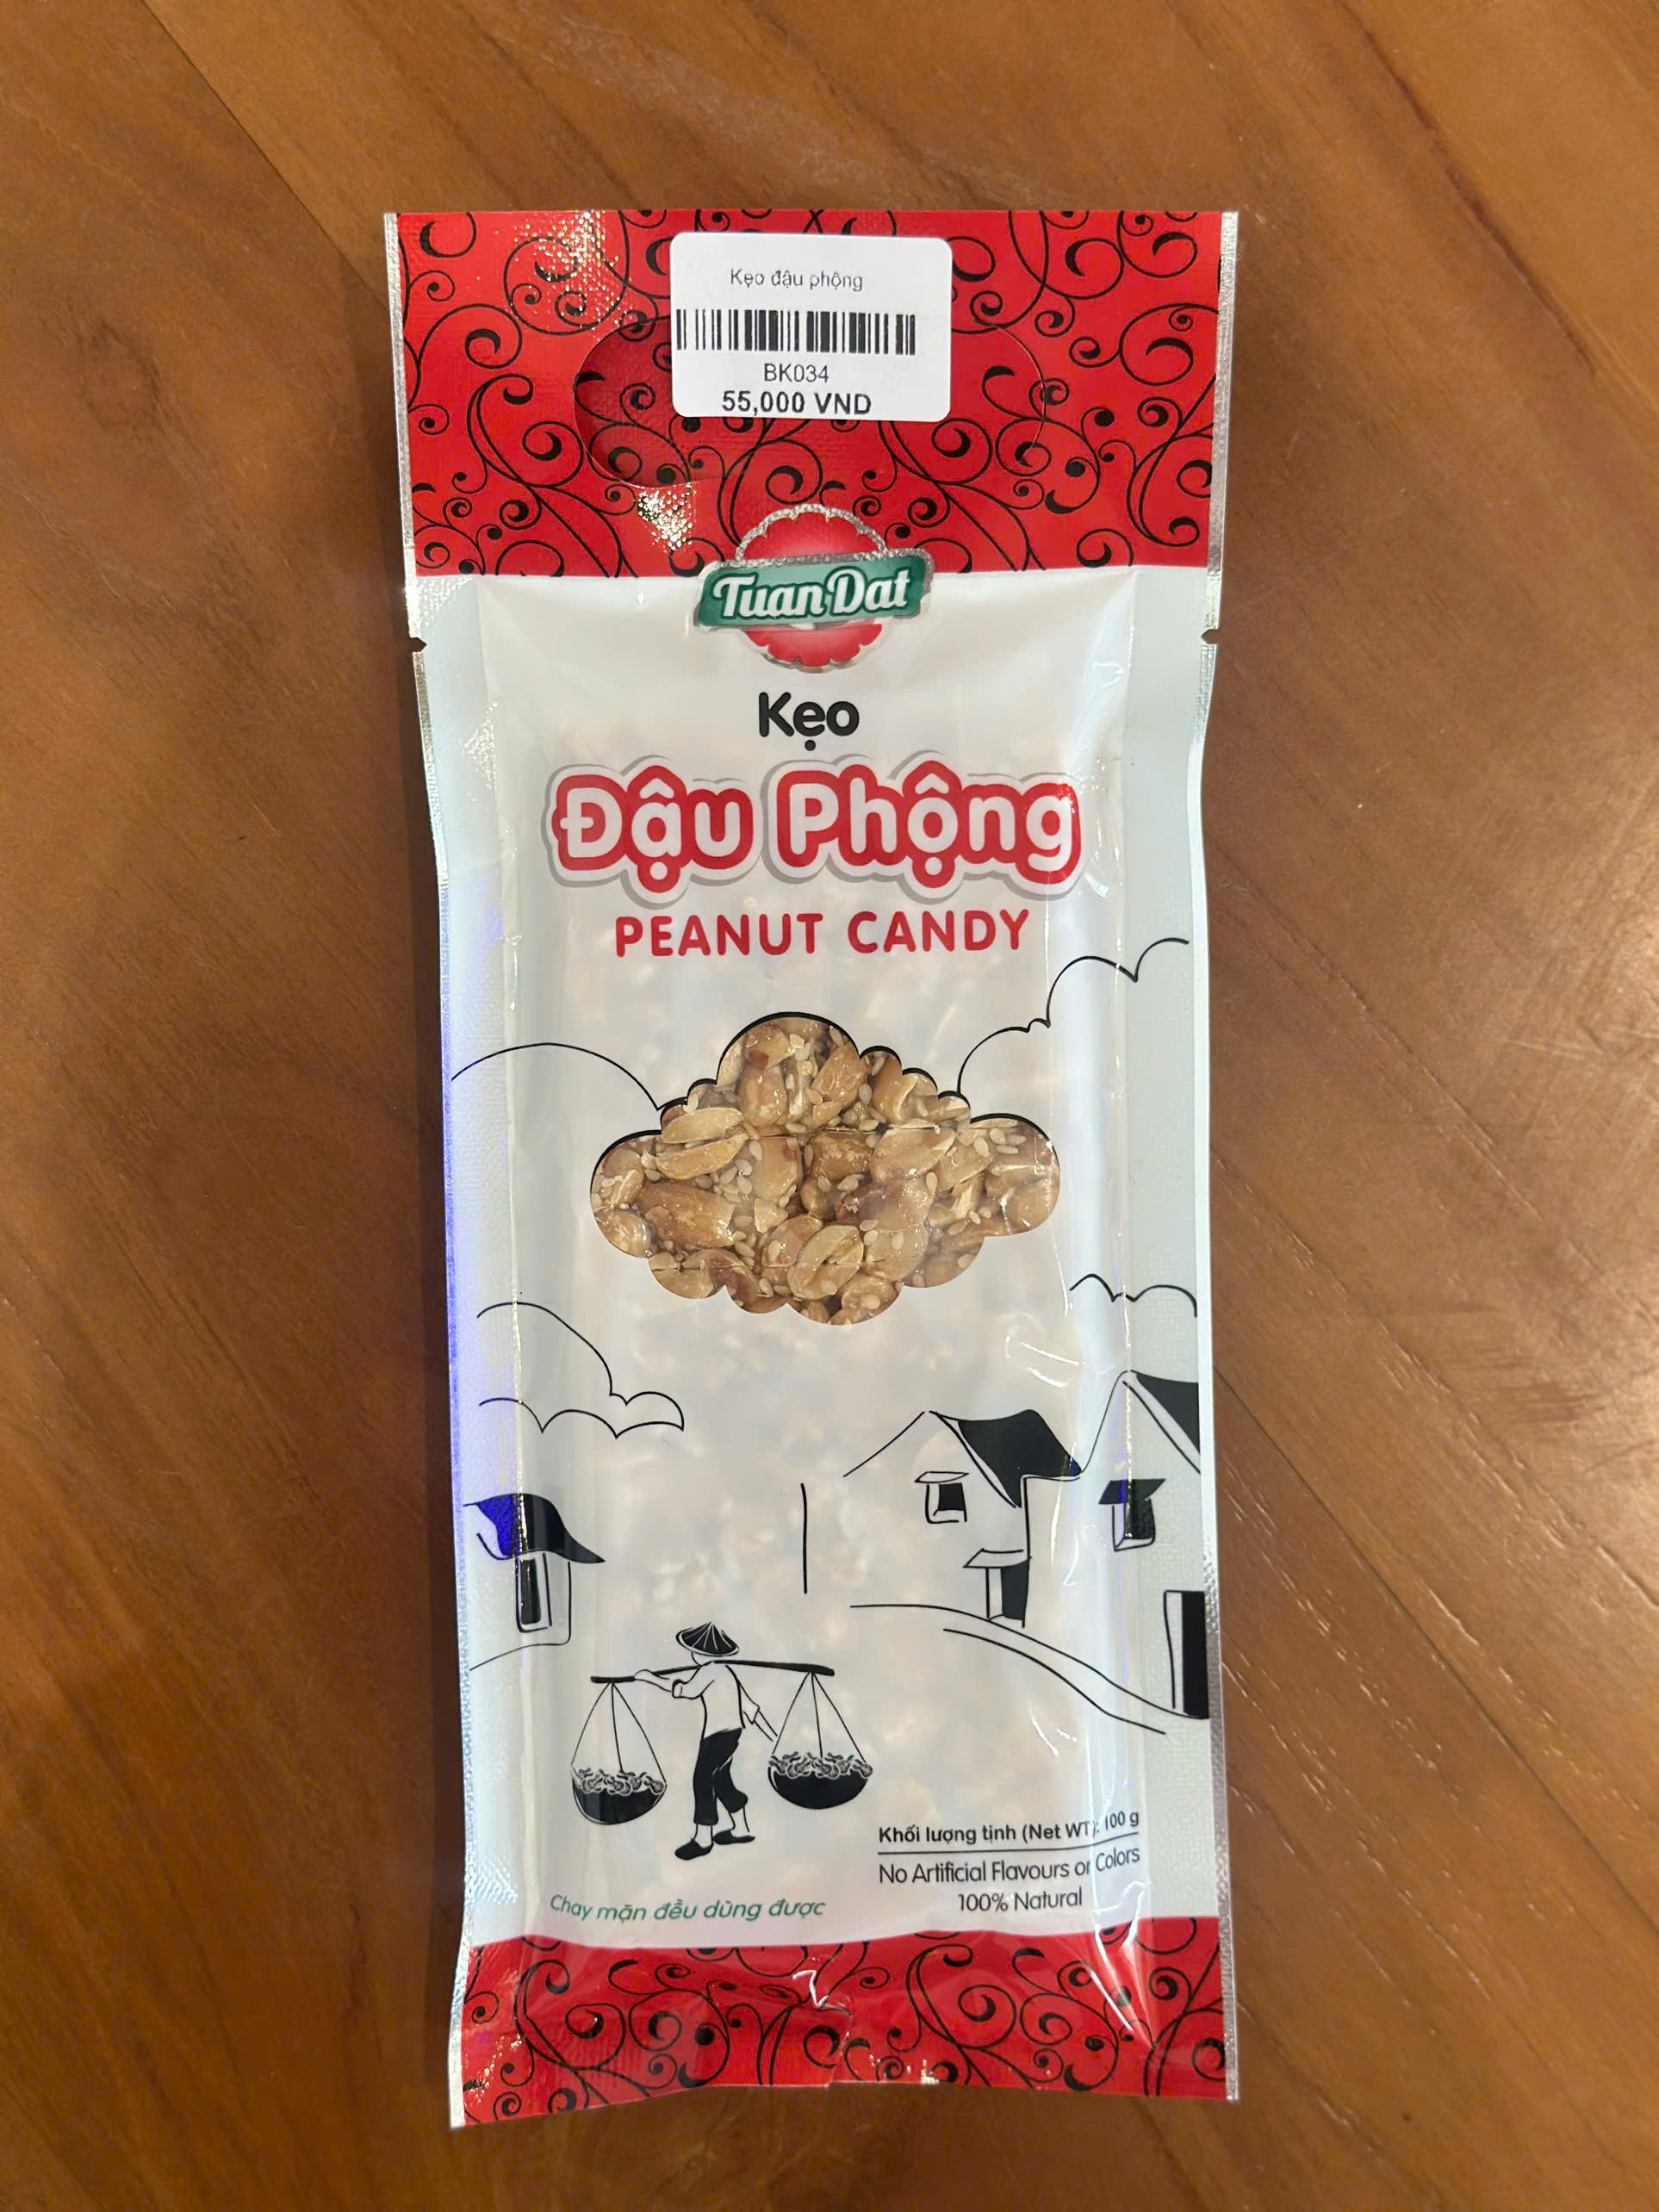 Kẹo đậu phộng
BK034
55,000 VND
TuanDat
Kẹo
Đậu Phộng
PEANUT CANDY
Khối lượng tịnh (Net WT): 100 g
No Artificial Flavours or Colors
100% Natural
Chay mặn đều dùng được